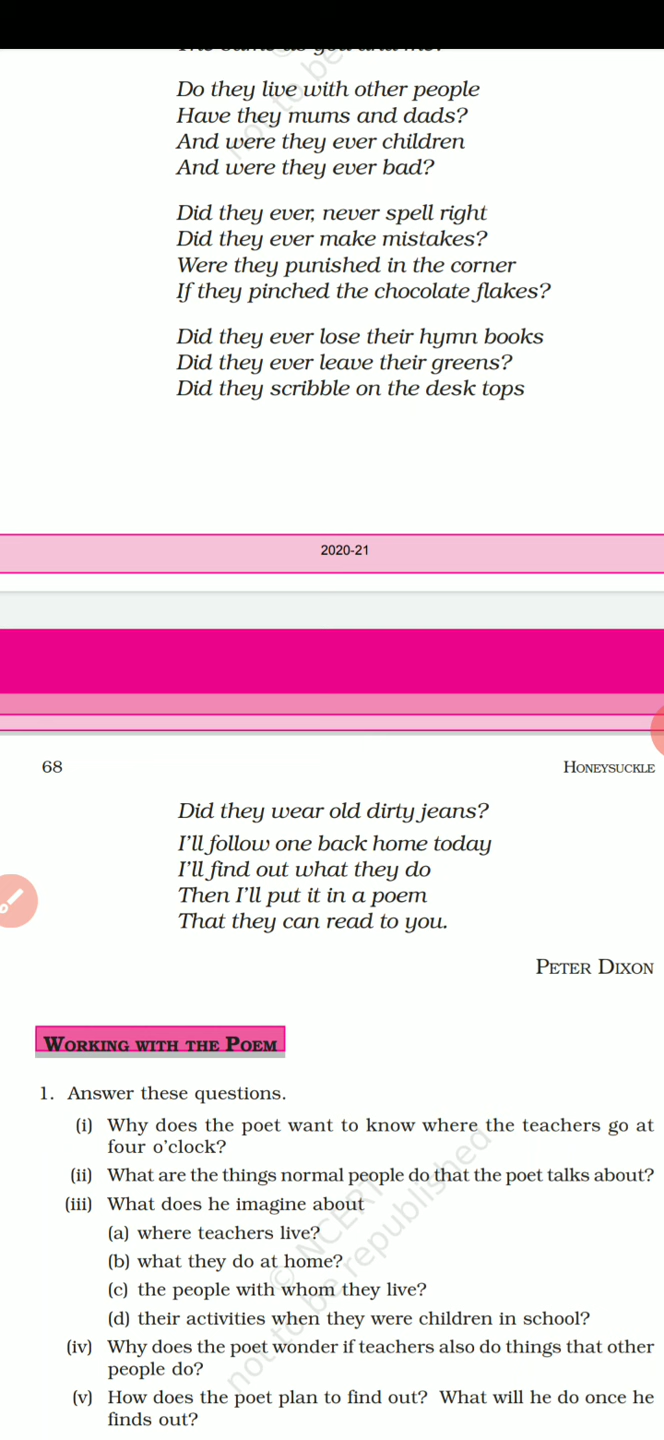 Do they live with other people
Have they mums and dads?
And were they ever children
And were they ever bad?
Did they ever, never spell right
Did they ever make mistakes?
Were they punished in the corner
If they pinched the chocolate flakes?
Did they ever lose their hymn books
Did they ever leave their greens?
Did they scribble on the desk tops
2020-21
68
HONEYSUCKLE
Did they wear old dirty jeans?
I'll follow one back home today
I'll find out what they do
Then I'll put it in a poem
That they can read to you.
PETER DIXON
WORKING WITH THE POEM
1. Answer these questions.
(i) Why does the poet want to know where the teachers go at
four o'clock?
(ii) What are the things normal people do that the poet talks about?
(iii) What does he imagine about
(a) where teachers live?
(b) what they do at home?
(c) the people with whom they live?
(d) their activities when they were children in school?
(iv) Why does the poet wonder if teachers also do things that other
people do?
(v) How does the poet plan to find out? What will he do once he
finds out?
© NCERT
not to be republished